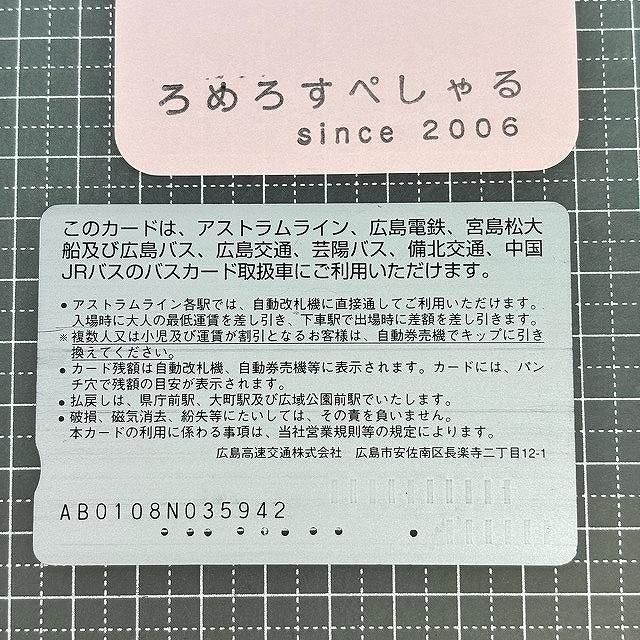 ろめろすぺしゃる
since 2006
このカードは、アストラムライン、広島電鉄、宮島松大
船及び広島バス、広島交通、芸陽バス、備北交通、中国
JRバスのバスカード取扱車にご利用いただけます。
● アストラムライン各駅では、自動改札機に直接通してご利用いただけます。
入場時に大人の最低運賃を差し引き、下車駅で出場時に差額を差し引きます。
※ 複数人又は小児及び運賃が割引となるお客様は、自動券売機でキップに引き
換えてください。
● カード残額は自動改札機、自動券売機等に表示されます。カードには、パン
チ穴で残額の目安が表示されます。
● 払戻しは、県庁前駅、大町駅及び広域公園前駅でいたします。
● 破損、磁気消去、紛失等にたいしては、その責を負いません。
本カードの利用に係わる事項は、当社営業規則等の規定によります。
広島高速交通株式会社 広島市安佐南区長楽寺二丁目12-1
AB0108N035942